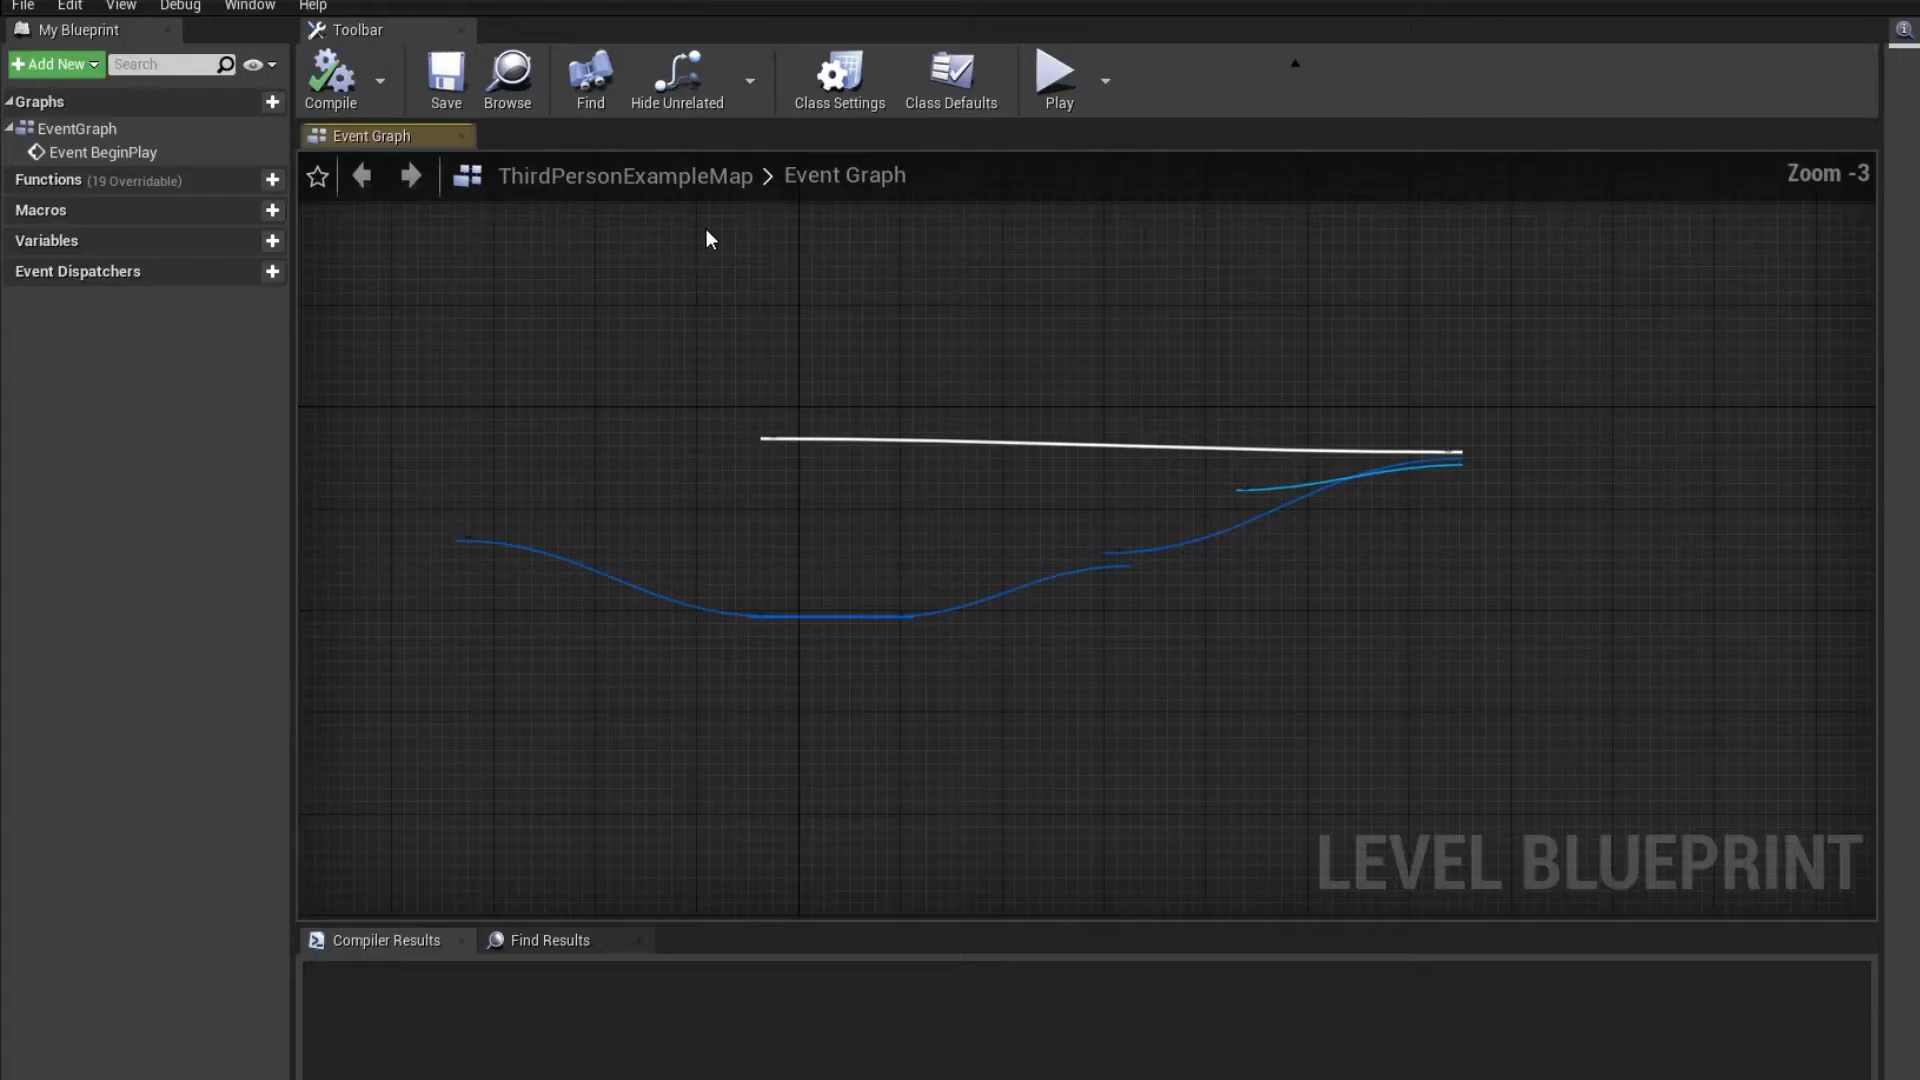 File Edit View Debug Window Help
My Blueprint
Toolbar
Add New
Search
Compile
Save
Browse
Find
Hide Unrelated
Class Settings
Class Defaults
Play
Graphs
EventGraph
Event BeginPlay
Functions (19 Overridable)
Macros
Variables
Event Dispatchers
Event Graph
ThirdPersonExampleMap > Event Graph
Zoom -3
LEVEL BLUEPRINT
Compiler Results
Find Results